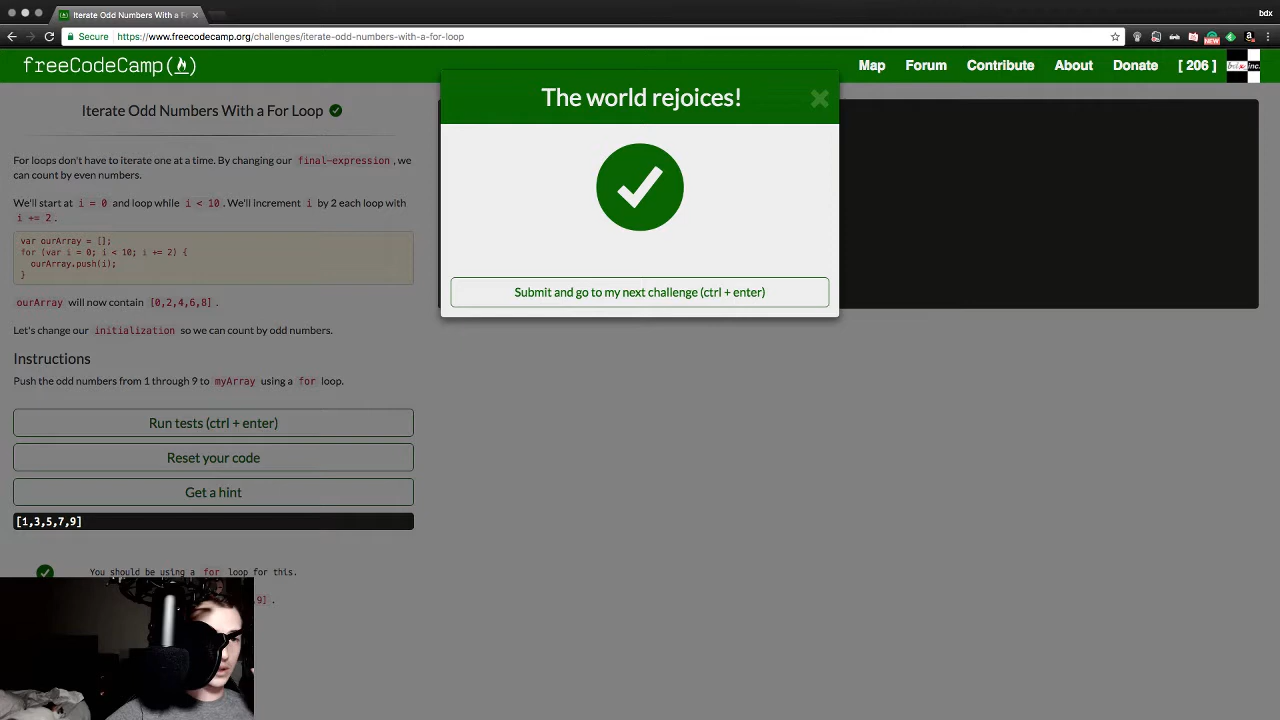 Iterate Odd Numbers With a F
bdx
Secure https://www.freecodecamp.org/challenges/iterate-odd-numbers-with-a-for-loop
NEW
freeCodeCamp
Map Forum Contribute About Donate [ 206 ]
inc.
The world rejoices!
Submit and go to my next challenge (ctrl + enter)
Iterate Odd Numbers With a For Loop
For loops don't have to iterate one at a time. By changing our final-expression, we
can count by even numbers.
We'll start at i = 0 and loop while i < 10. We'll increment i by 2 each loop with
i += 2.
var ourArray = [];
for (var i = 0; i < 10; i += 2) {
ourArray.push(i);
}
ourArray will now contain [0,2,4,6,8].
Let's change our initialization so we can count by odd numbers.
Instructions
Push the odd numbers from 1 through 9 to myArray using a for loop.
Run tests (ctrl + enter)
Reset your code
Get a hint
[1,3,5,7,9]
You should be using a for loop for this.
,9].